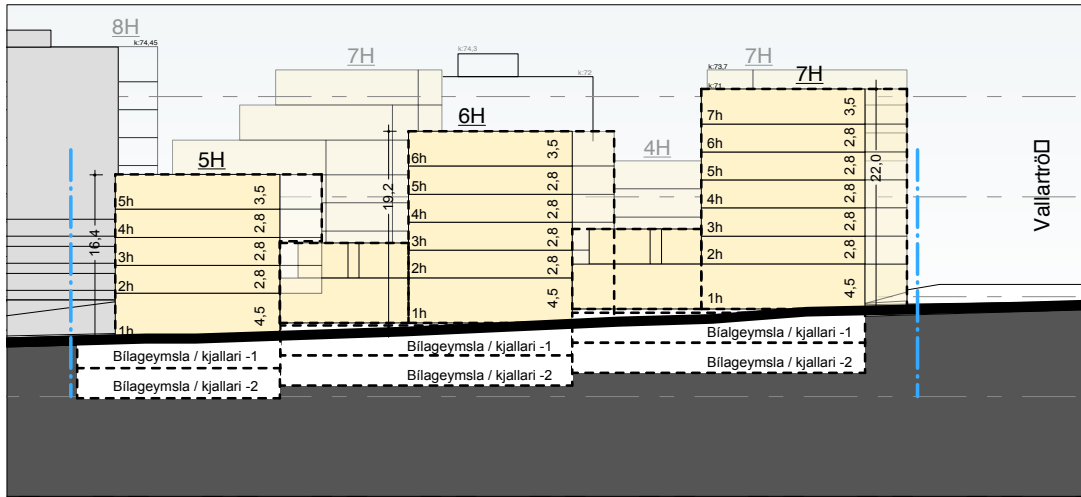 8H
k:74,45
7H
k:74,3
k:72
k:73,7
7H
k:71
7H
6H
5H
4H
5h
4h
3h
2h
1h
3,5
2,8
2,8
2,8
4,5
16,4
6h
5h
4h
3h
2h
1h
3,5
2,8
2,8
2,8
2,8
4,5
19,2
7h
6h
5h
4h
3h
2h
1h
3,5
2,8
2,8
2,8
2,8
2,8
4,5
22,0
Vallartrö□
Bílageymsla / kjallari -1
Bílageymsla / kjallari -2
Bílageymsla / kjallari -1
Bílageymsla / kjallari -2
Bílageymsla / kjallari -1
Bílageymsla / kjallari -2